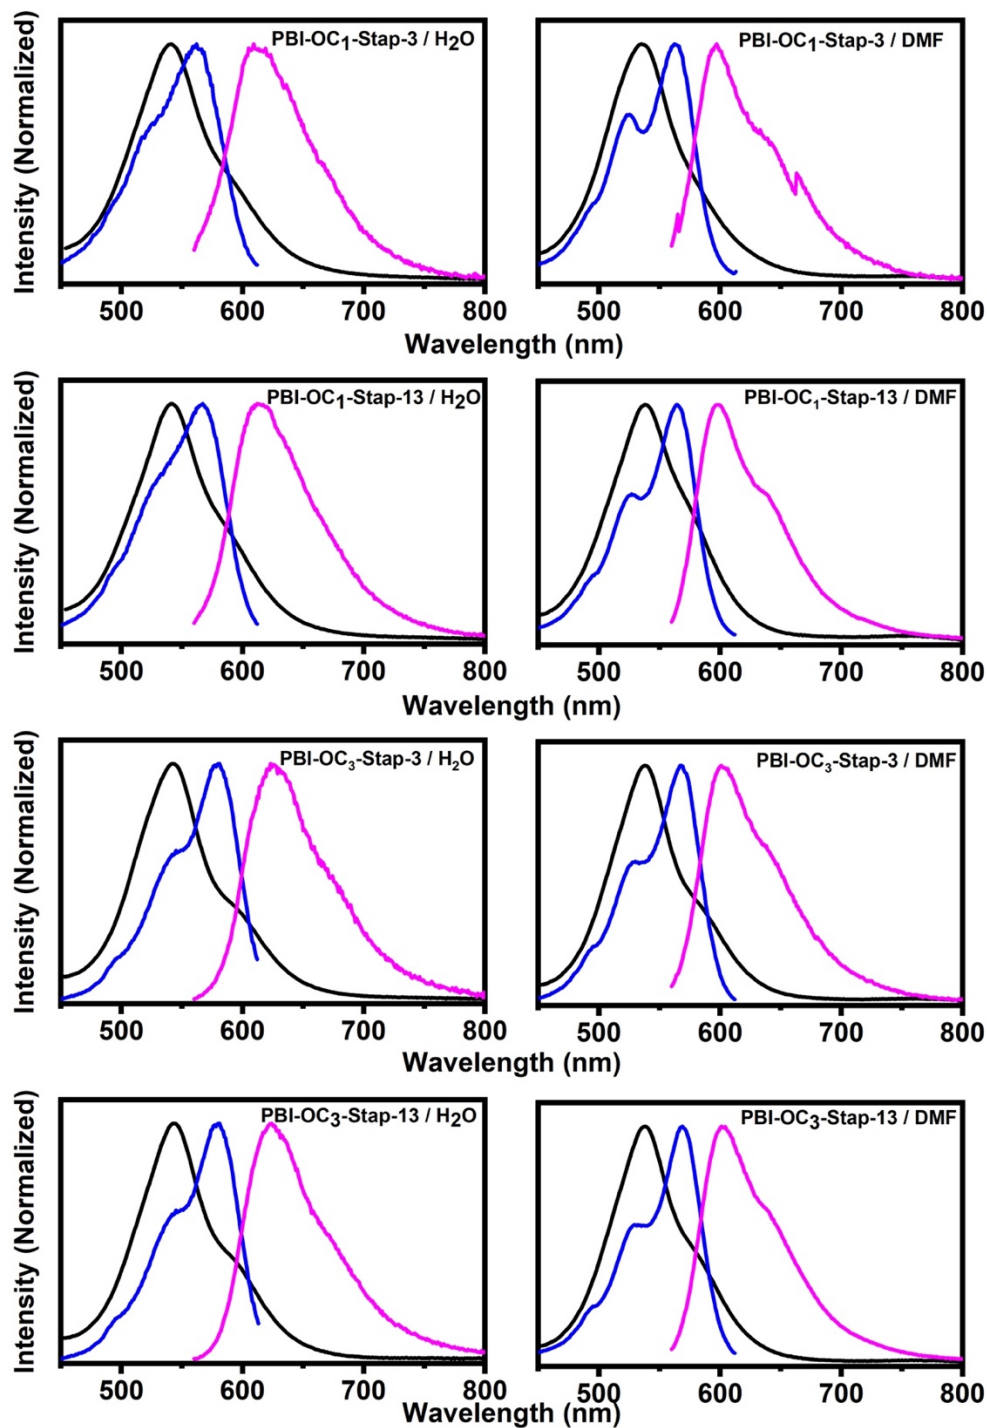 PBI-OC₁-Stap-3 / H₂O
PBI-OC₁-Stap-3 / DMF
Intensity (Normalized)
500 600 700 800
500 600 700 800
Wavelength (nm)
PBI-OC₁-Stap-13 / H₂O
PBI-OC₁-Stap-13 / DMF
Intensity (Normalized)
500 600 700 800
500 600 700 800
Wavelength (nm)
PBI-OC₃-Stap-3 / H₂O
PBI-OC₃-Stap-3 / DMF
Intensity (Normalized)
500 600 700 800
500 600 700 800
Wavelength (nm)
PBI-OC₃-Stap-13 / H₂O
PBI-OC₃-Stap-13 / DMF
Intensity (Normalized)
500 600 700 800
500 600 700 800
Wavelength (nm)